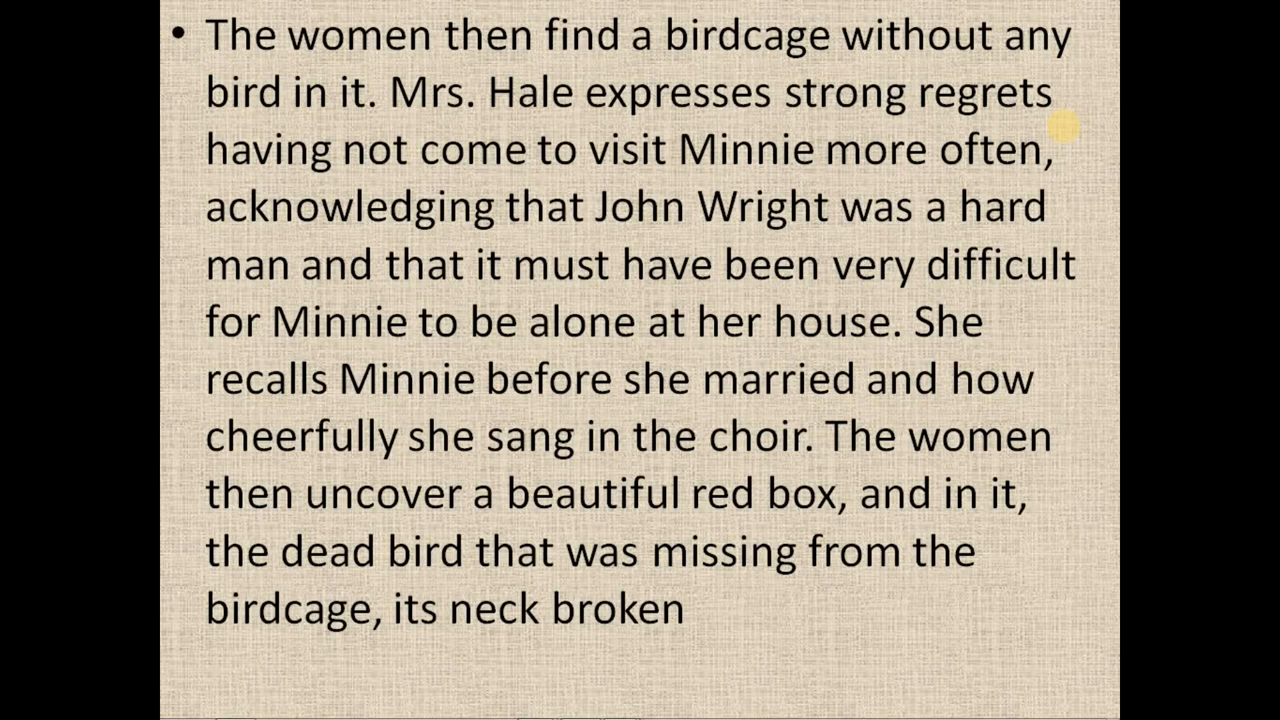 • The women then find a birdcage without any
bird in it. Mrs. Hale expresses strong regrets
having not come to visit Minnie more often,
acknowledging that John Wright was a hard
man and that it must have been very difficult
for Minnie to be alone at her house. She
recalls Minnie before she married and how
cheerfully she sang in the choir. The women
then uncover a beautiful red box, and in it,
the dead bird that was missing from the
birdcage, its neck broken